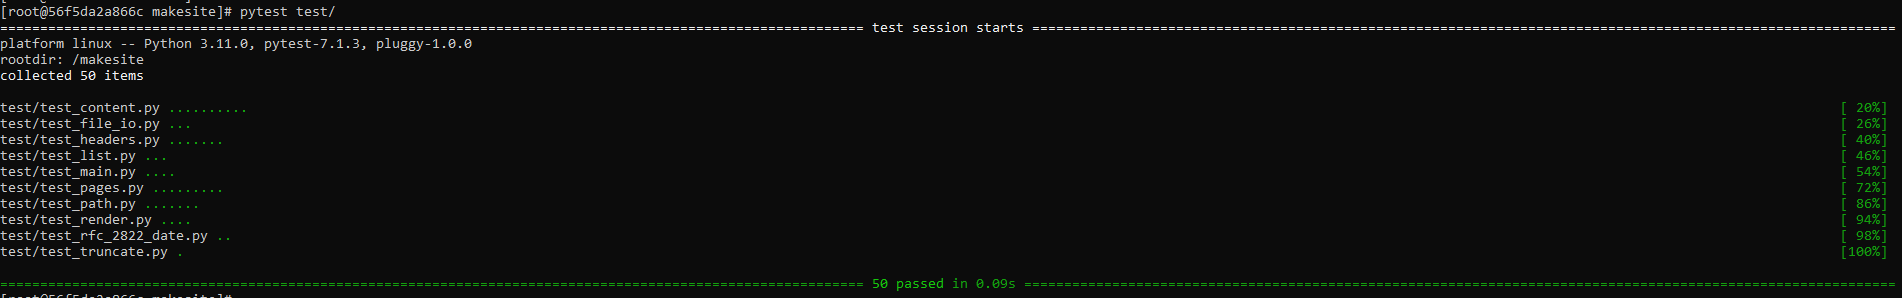 [root@56f5da2a866c makesite]# pytest test/
============================================================================================================ test session starts ============================================================================================================
platform linux -- Python 3.11.0, pytest-7.1.3, pluggy-1.0.0
rootdir: /makesite
collected 50 items
test/test_content.py .......... [ 20%]
test/test_file_io.py ... [ 26%]
test/test_headers.py ....... [ 40%]
test/test_list.py ... [ 46%]
test/test_main.py .... [ 54%]
test/test_pages.py ......... [ 72%]
test/test_path.py ....... [ 86%]
test/test_render.py .... [ 94%]
test/test_rfc_2822_date.py .. [ 98%]
test/test_truncate.py . [100%]
============================================================================================================ 50 passed in 0.09s =============================================================================================================
[root@56f5da2a866c makesite]#